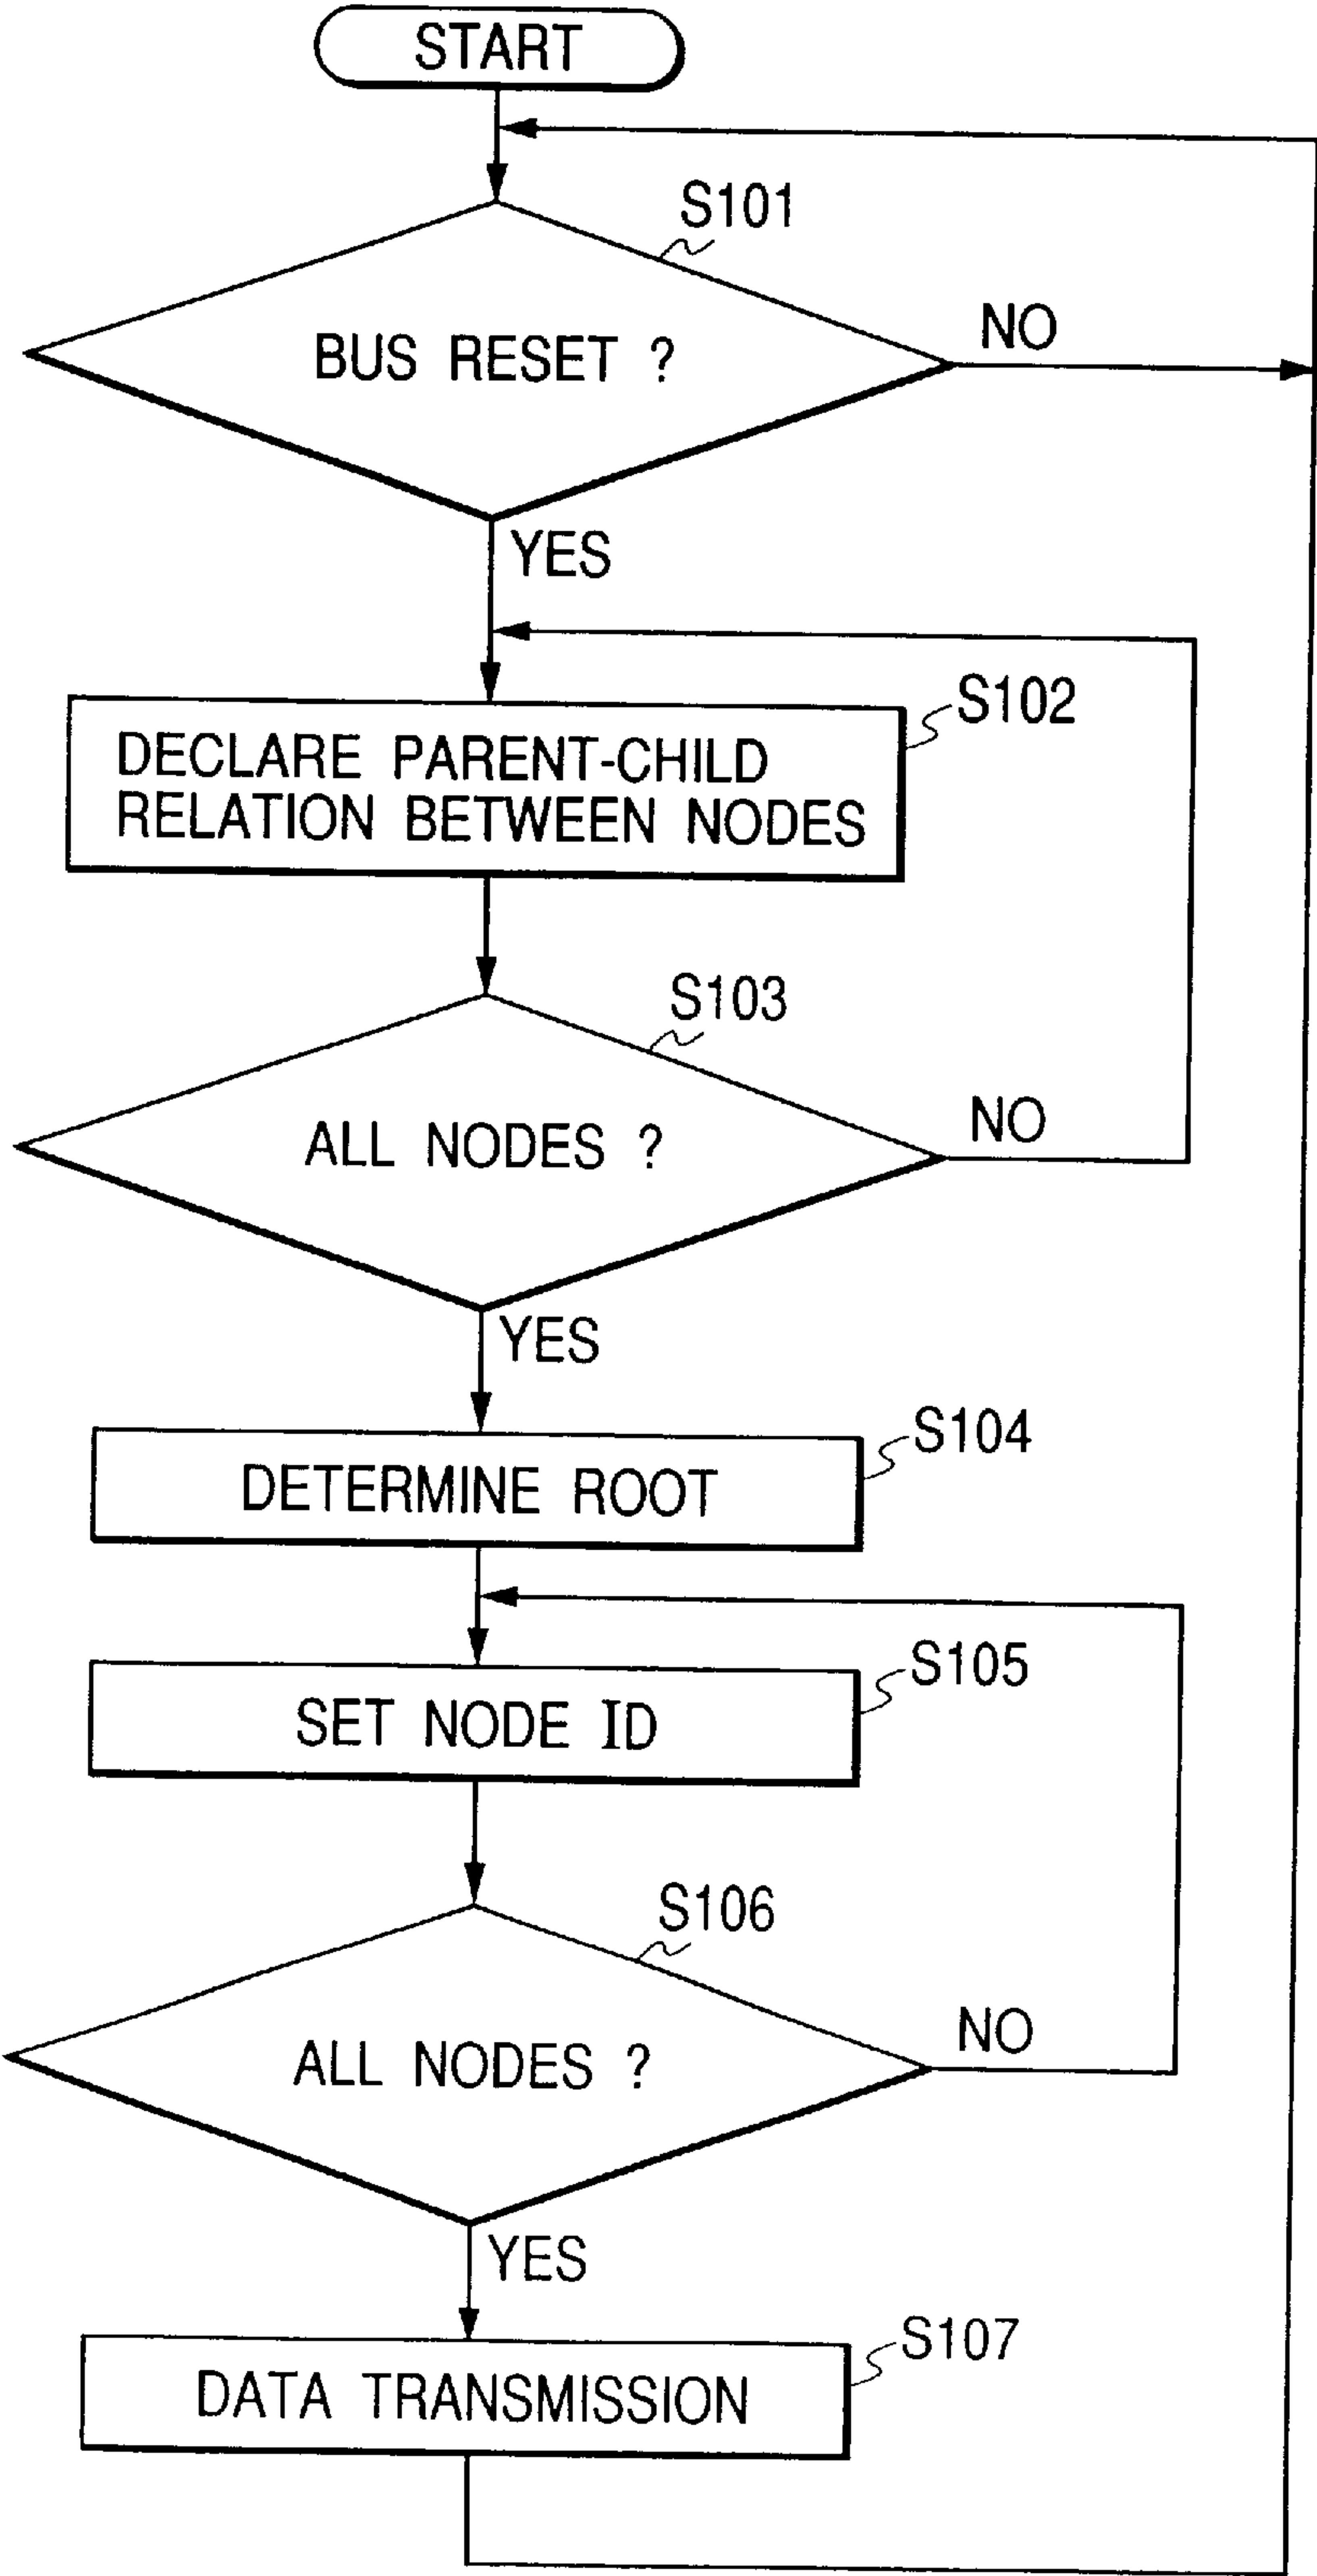 START
S101
BUS RESET ?
NO
YES
S102
DECLARE PARENT-CHILD
RELATION BETWEEN NODES
S103
ALL NODES ?
NO
YES
S104
DETERMINE ROOT
S105
SET NODE ID
S106
ALL NODES ?
NO
YES
S107
DATA TRANSMISSION